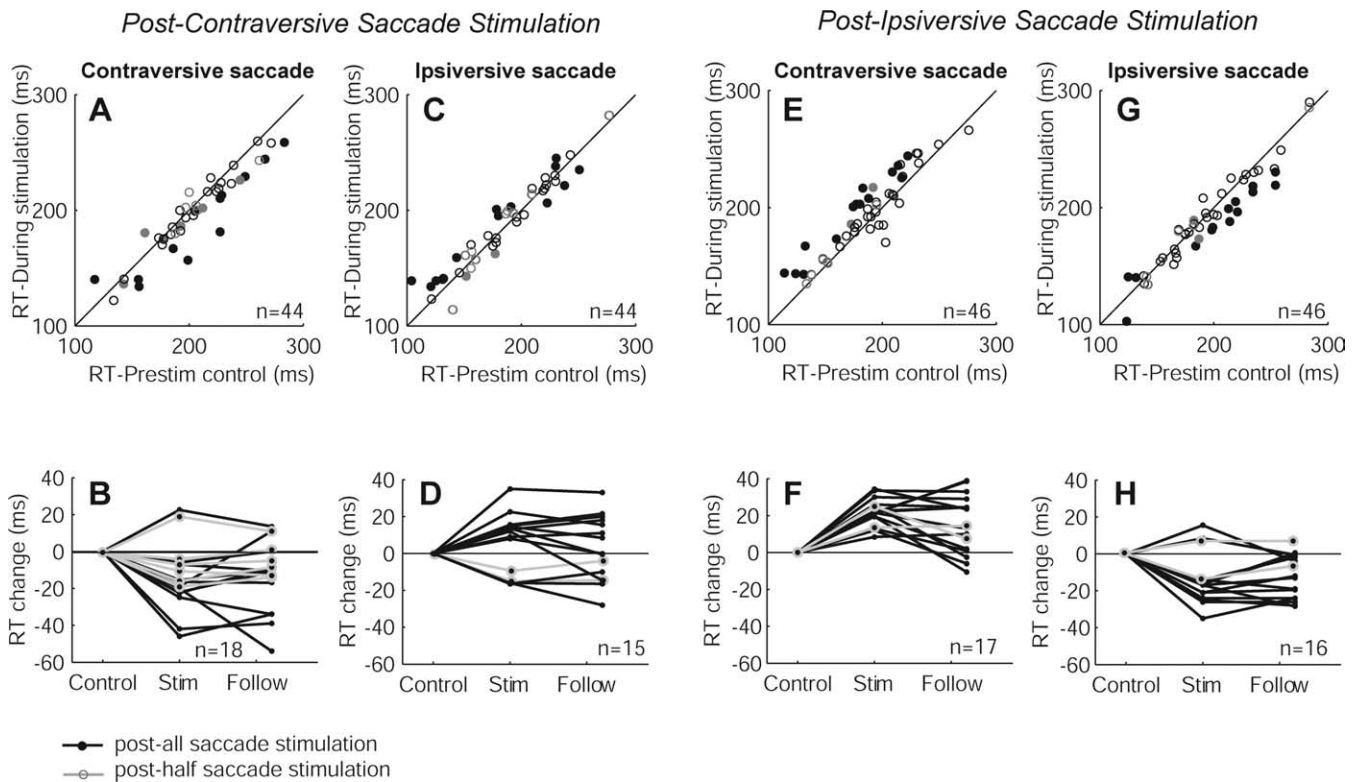 Post-Contraversive Saccade Stimulation
Post-Ipsiversive Saccade Stimulation
Contraversive saccade
Ipsiversive saccade
Contraversive saccade
Ipsiversive saccade
A
C
E
G
RT-During stimulation (ms)
300
200
100
n=44
100 200 300
RT-Prestim control (ms)
RT-During stimulation (ms)
300
200
100
n=44
100 200 300
RT-Prestim control (ms)
RT-During stimulation (ms)
300
200
100
n=46
100 200 300
RT-Prestim control (ms)
RT-During stimulation (ms)
300
200
100
n=46
100 200 300
RT-Prestim control (ms)
B
RT change (ms)
40
20
0
-20
-40
-60
n=18
Control Stim Follow
D
RT change (ms)
40
20
0
-20
-40
-60
n=15
Control Stim Follow
F
RT change (ms)
40
20
0
-20
-40
-60
n=17
Control Stim Follow
H
RT change (ms)
40
20
0
-20
-40
-60
n=16
Control Stim Follow
post-all saccade stimulation
post-half saccade stimulation